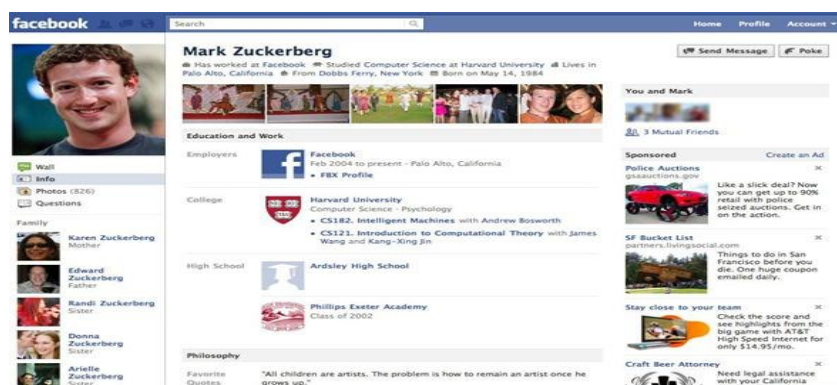 facebook
Search
Home Profile Account
Mark Zuckerberg
Has worked at Facebook Studied Computer Science at Harvard University Lives in
Palo Alto, California From Dobbs Ferry, New York Born on May 14, 1984
Send Message
Poke
Wall
Info
Photos (826)
Questions
Family
Karen Zuckerberg
Mother
Edward
Zuckerberg
Father
Randi Zuckerberg
Sister
Donna
Zuckerberg
Sister
Arielle
Zuckerberg
Sister
Education and Work
Employers
Facebook
Feb 2004 to present - Palo Alto, California
• FBX Profile
College
Harvard University
Computer Science · Psychology
• CS182. Intelligent Machines with Andrew Bosworth
• CS121. Introduction to Computational Theory with James
Wang and Kang-Xing Jin
High School
Ardsley High School
Phillips Exeter Academy
Class of 2002
Philosophy
Favorite
Quotes
"All children are artists. The problem is how to remain an artist once he
grows up."
You and Mark
3 Mutual Friends
Sponsored
Create an Ad
Police Auctions
gsaauctions.gov
Like a slick deal? Now
you can get up to 90%
retail with police
seized auctions. Get in
on the action.
SF Bucket List
partners.livingsocial.com
Things to do in San
Francisco before you
die. One huge coupon
emailed daily.
Stay close to your team
Check the score and
see highlights from the
big game with AT&T
High Speed Internet for
only $14.95/mo.
Craft Beer Attorney
Need legal assistance
with your California